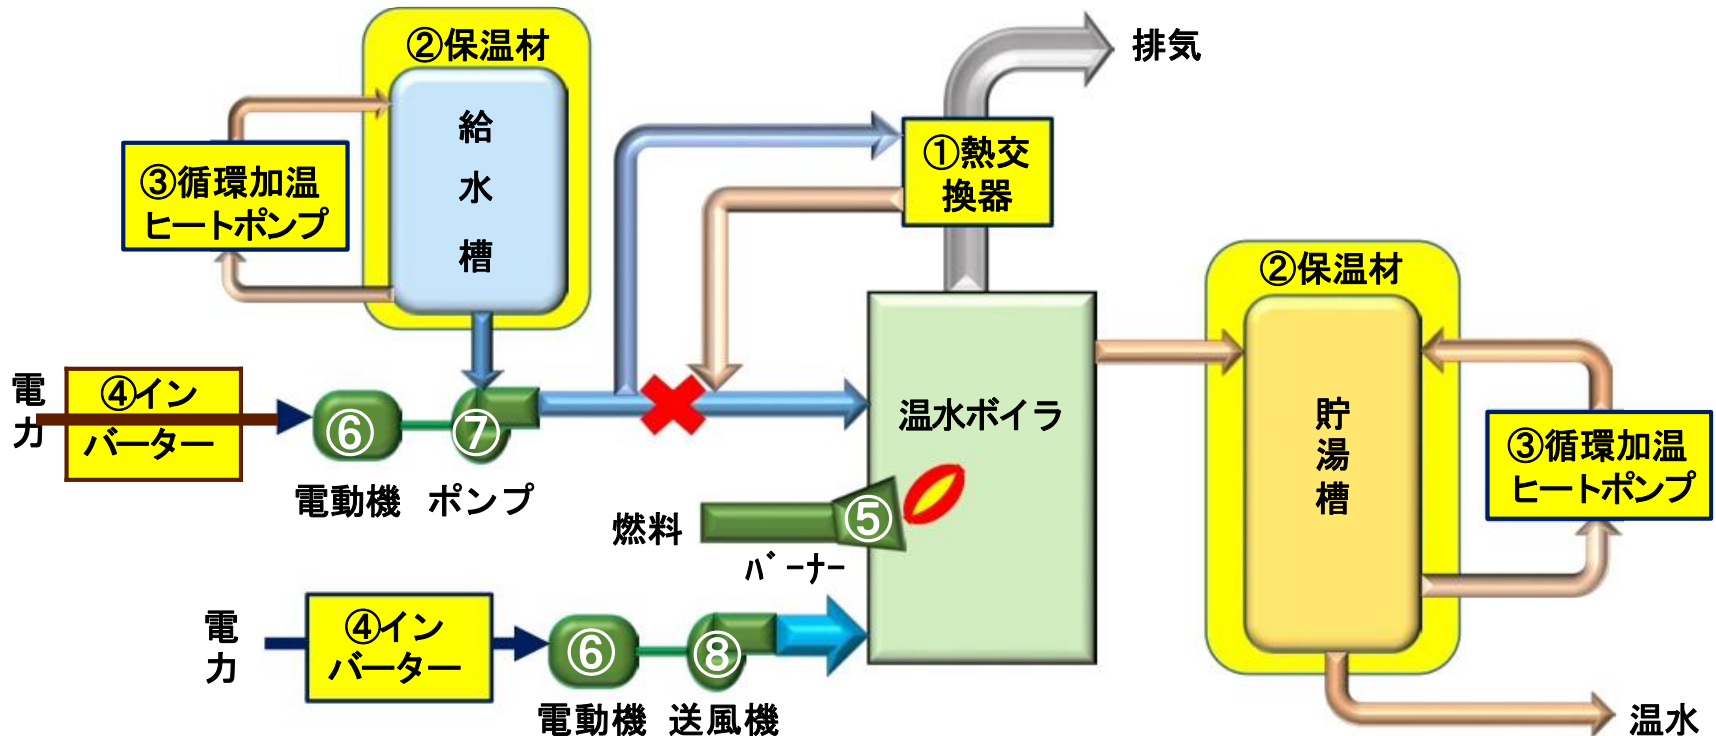 ②保温材
給水槽
③循環加温
ヒートポンプ
排気
①熱交
換器
②保温材
貯湯槽
③循環加温
ヒートポンプ
電力
④イン
バーター
⑥
⑦
電動機
ポンプ
温水ボイラ
燃料
⑤
ﾊﾞｰﾅｰ
電力
④イン
バーター
⑥
⑧
電動機
送風機
温水